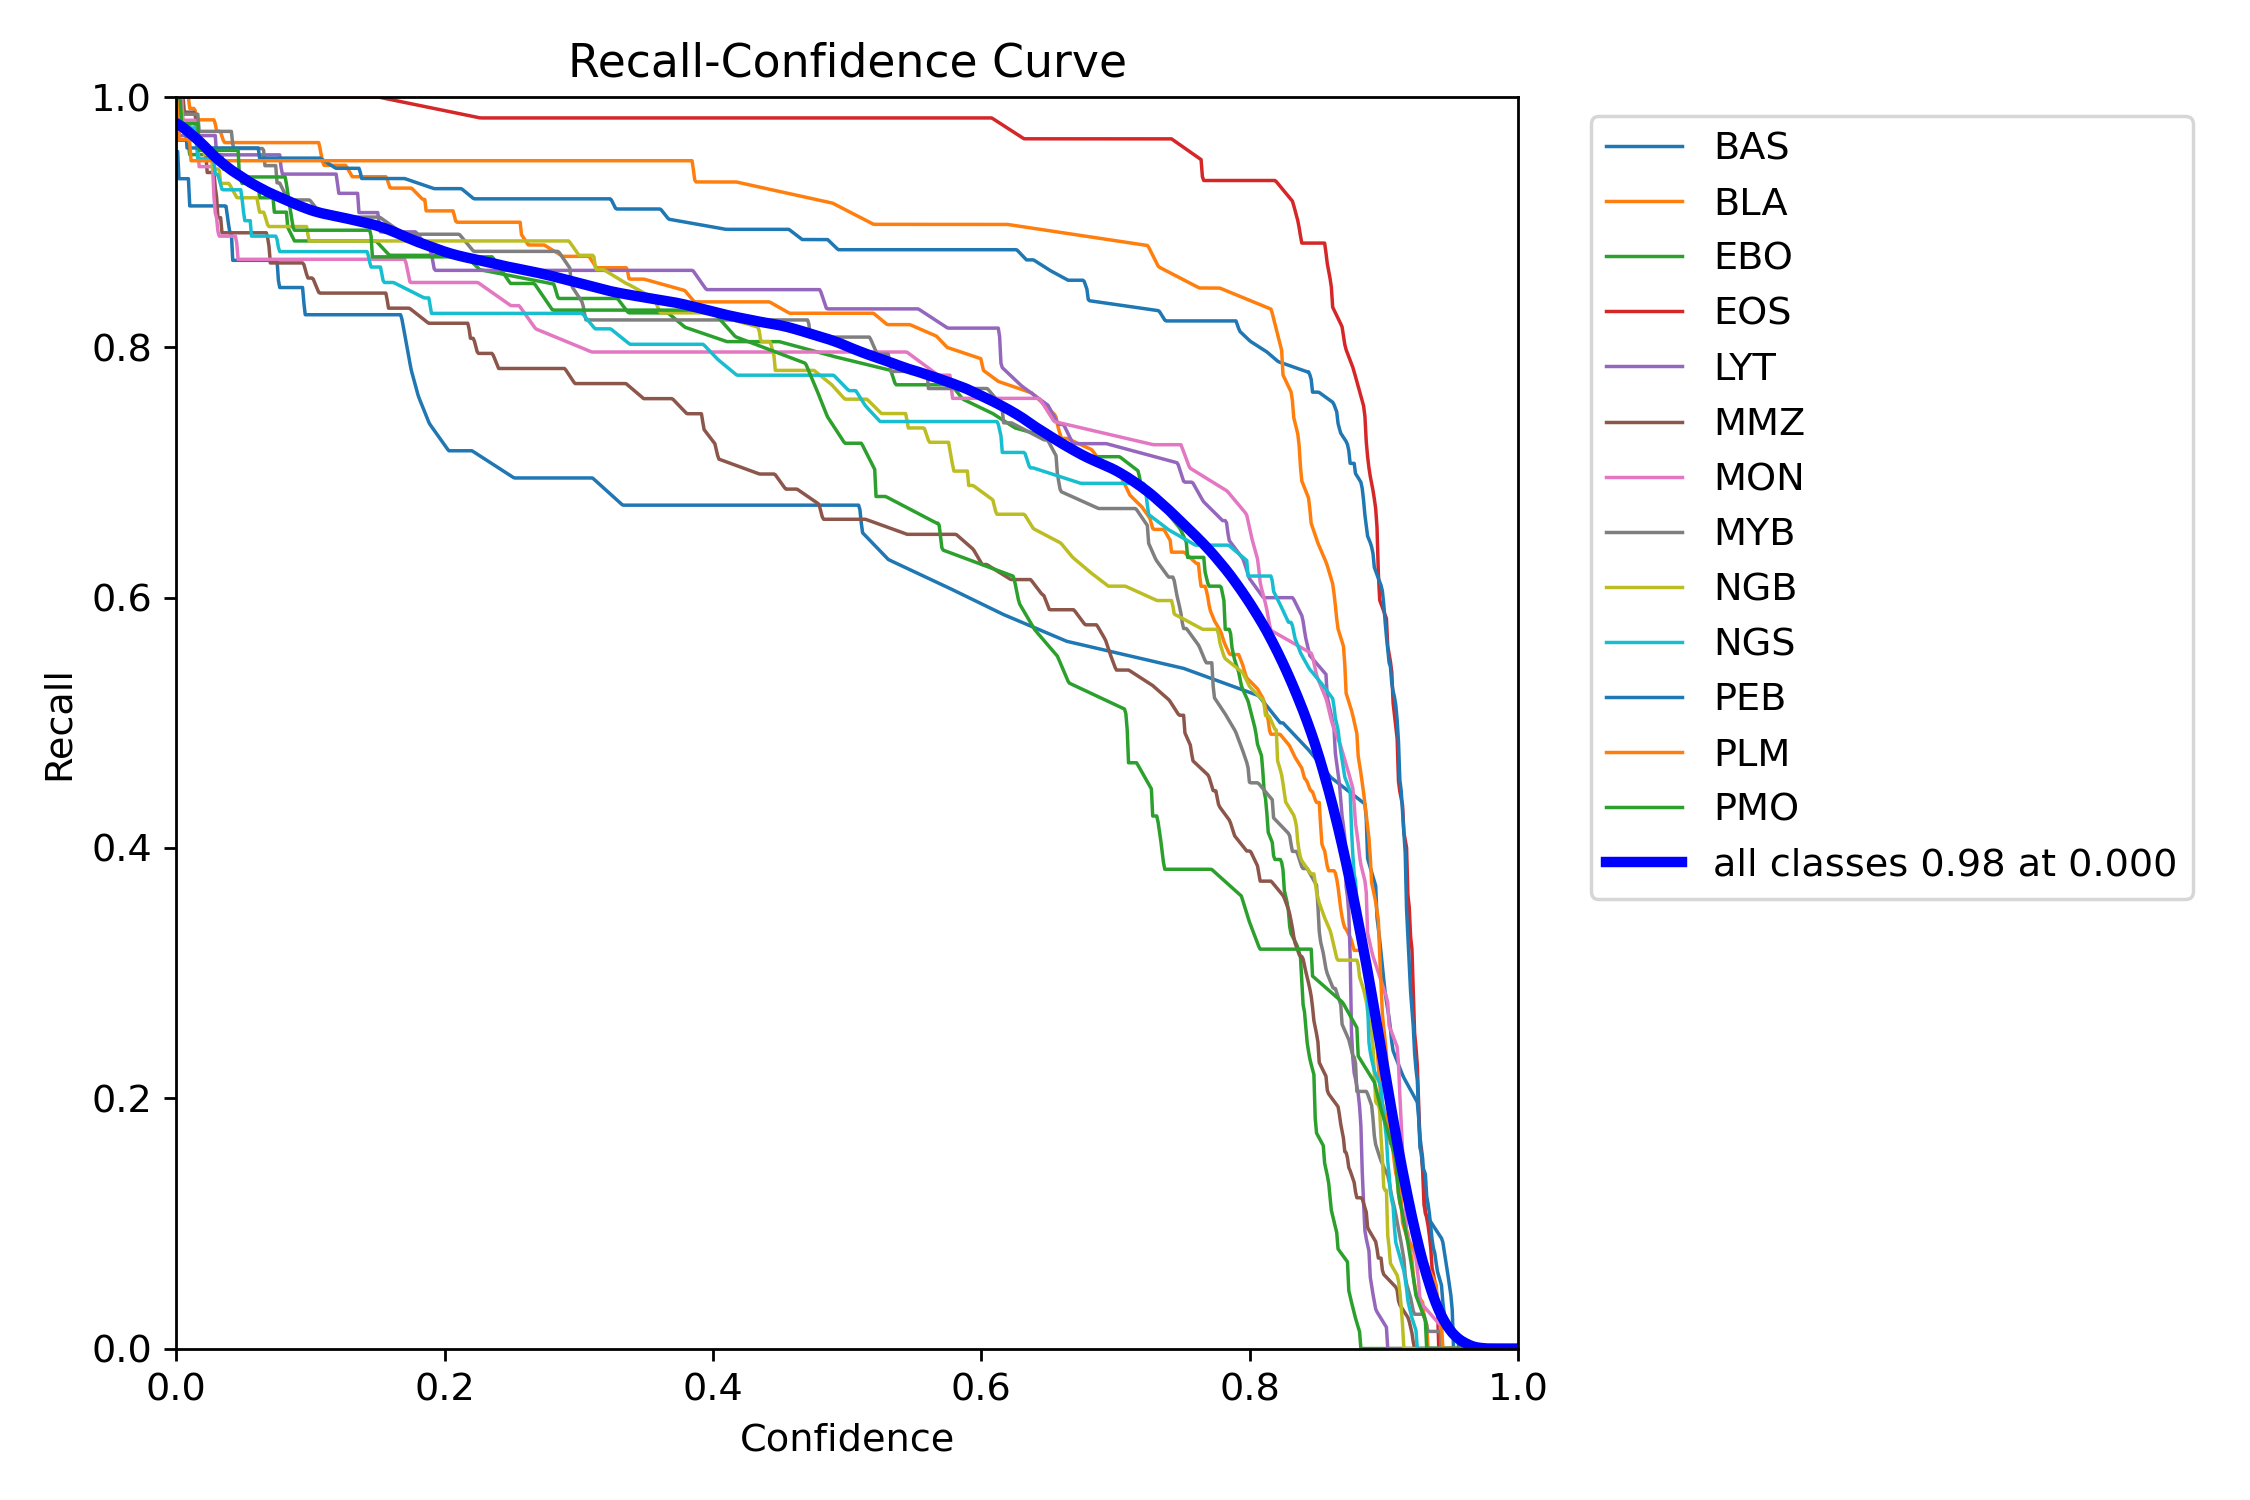 Recall-Confidence Curve
1.0
0.8
0.6
0.4
0.2
0.0
Recall
0.0 0.2 0.4 0.6 0.8 1.0
Confidence
BAS
BLA
EBO
EOS
LYT
MMZ
MON
MYB
NGB
NGS
PEB
PLM
PMO
all classes 0.98 at 0.000